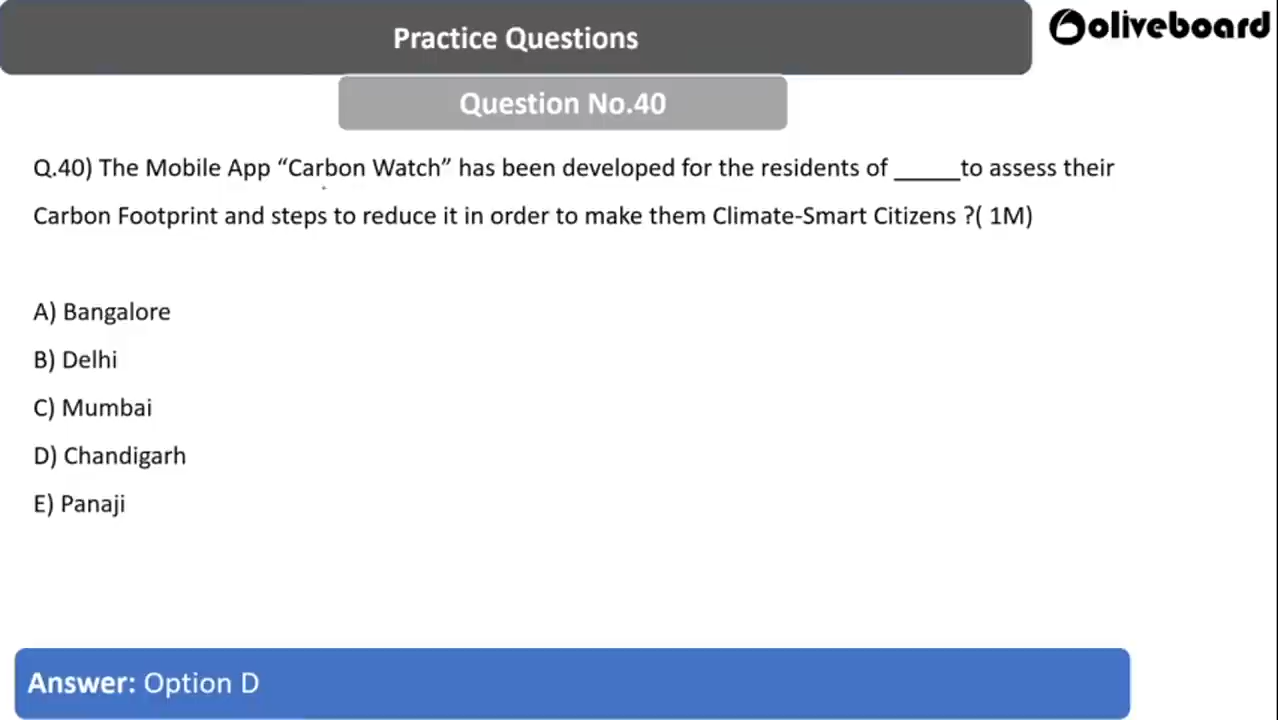 Practice Questions
oliveboard
Question No.40
Q.40) The Mobile App “Carbon Watch” has been developed for the residents of _____to assess their
Carbon Footprint and steps to reduce it in order to make them Climate-Smart Citizens ?( 1M)
A) Bangalore
B) Delhi
C) Mumbai
D) Chandigarh
E) Panaji
Answer: Option D